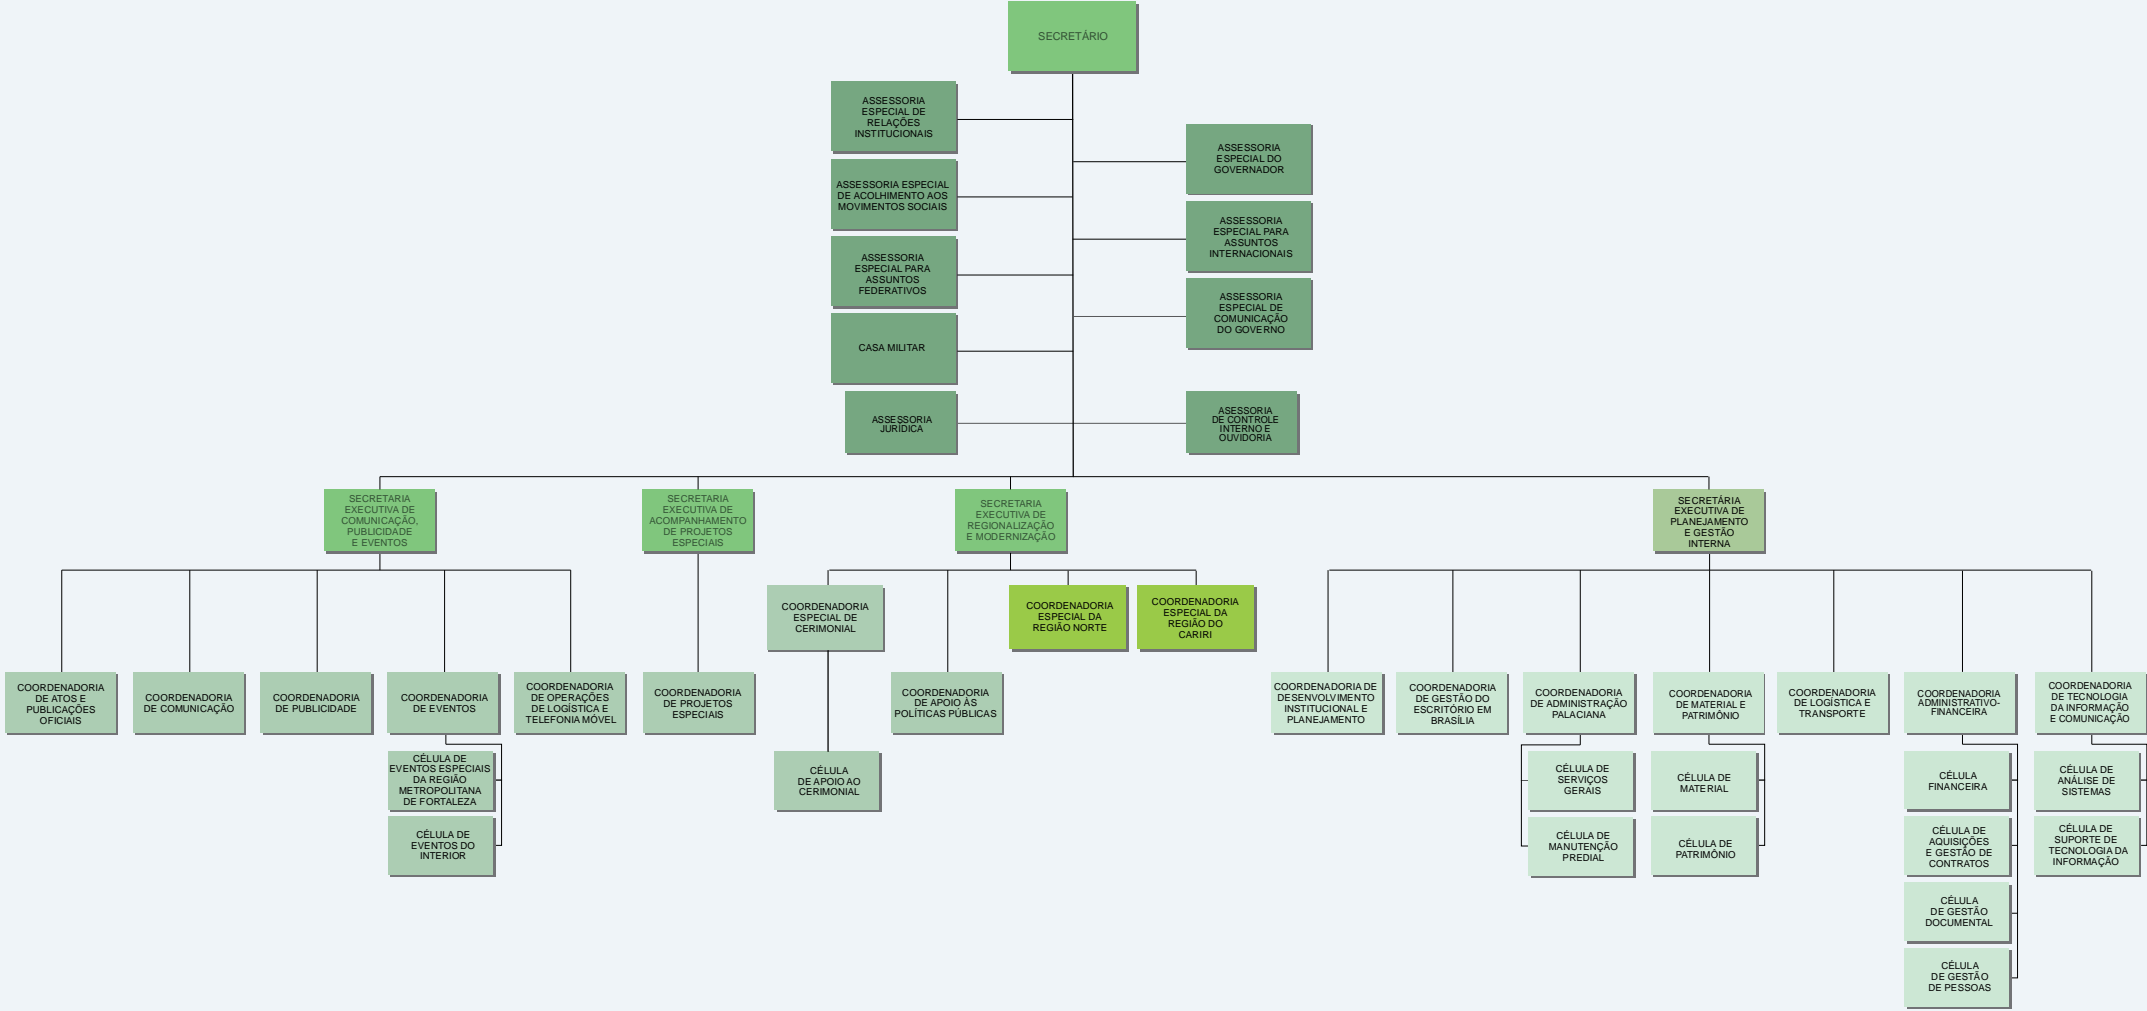 SECRETÁRIO
ASSESSORIA
ESPECIAL DE
RELAÇÕES
INSTITUCIONAIS
ASSESSORIA
ESPECIAL DO
GOVERNADOR
ASSESSORIA ESPECIAL
DE ACOLHIMENTO AOS
MOVIMENTOS SOCIAIS
ASSESSORIA
ESPECIAL PARA
ASSUNTOS
INTERNACIONAIS
ASSESSORIA
ESPECIAL PARA
ASSUNTOS
FEDERATIVOS
ASSESSORIA
ESPECIAL DE
COMUNICAÇÃO
DO GOVERNO
CASA MILITAR
ASSESSORIA
JURÍDICA
ASESSORIA
DE CONTROLE
INTERNO E
OUVIDORIA
SECRETARIA
EXECUTIVA DE
COMUNICAÇÃO,
PUBLICIDADE
E EVENTOS
SECRETARIA
EXECUTIVA DE
ACOMPANHAMENTO
DE PROJETOS
ESPECIAIS
SECRETARIA
EXECUTIVA DE
REGIONALIZAÇÃO
E MODERNIZAÇÃO
SECRETÁRIA
EXECUTIVA DE
PLANEJAMENTO
E GESTÃO
INTERNA
COORDENADORIA
ESPECIAL DE
CERIMONIAL
COORDENADORIA
ESPECIAL DA
REGIÃO NORTE
COORDENADORIA
ESPECIAL DA
REGIÃO DO
CARIRI
COORDENADORIA
DE ATOS E
PUBLICAÇÕES
OFICIAIS
COORDENADORIA
DE COMUNICAÇÃO
COORDENADORIA
DE PUBLICIDADE
COORDENADORIA
DE EVENTOS
COORDENADORIA
DE OPERAÇÕES
DE LOGÍSTICA E
TELEFONIA MÓVEL
COORDENADORIA
DE PROJETOS
ESPECIAIS
COORDENADORIA
DE APOIO ÀS
POLÍTICAS PÚBLICAS
COORDENADORIA DE
DESENVOLVIMENTO
INSTITUCIONAL E
PLANEJAMENTO
COORDENADORIA
DE GESTÃO DO
ESCRITÓRIO EM
BRASÍLIA
COORDENADORIA
DE ADMINISTRAÇÃO
PALACIANA
COORDENADORIA
DE MATERIAL E
PATRIMÔNIO
COORDENADORIA
DE LOGÍSTICA E
TRANSPORTE
COORDENADORIA
ADMINISTRATIVO-
FINANCEIRA
COORDENADORIA
DE TECNOLOGIA
DA INFORMAÇÃO
E COMUNICAÇÃO
CÉLULA DE
EVENTOS ESPECIAIS
DA REGIÃO
METROPOLITANA
DE FORTALEZA
CÉLULA
DE APOIO AO
CERIMONIAL
CÉLULA DE
SERVIÇOS
GERAIS
CÉLULA DE
MATERIAL
CÉLULA
FINANCEIRA
CÉLULA DE
ANÁLISE DE
SISTEMAS
CÉLULA DE
EVENTOS DO
INTERIOR
CÉLULA DE
MANUTENÇÃO
PREDIAL
CÉLULA DE
PATRIMÔNIO
CÉLULA DE
AQUISIÇÕES
E GESTÃO DE
CONTRATOS
CÉLULA DE
SUPORTE DE
TECNOLOGIA DA
INFORMAÇÃO
CÉLULA
DE GESTÃO
DOCUMENTAL
CÉLULA
DE GESTÃO
DE PESSOAS